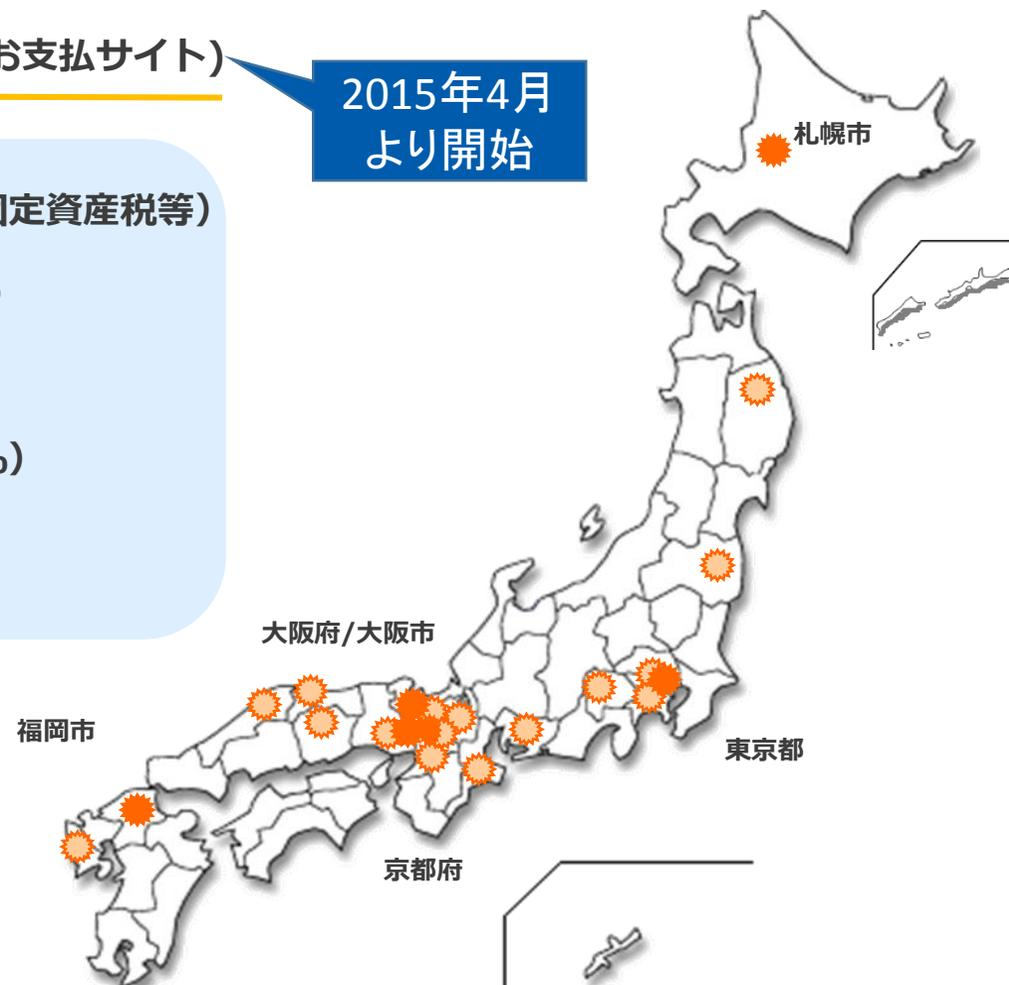 お支払サイト)
2015年4月
より開始
定資産税等）
）
札幌市
大阪府/大阪市
福岡市
東京都
京都府